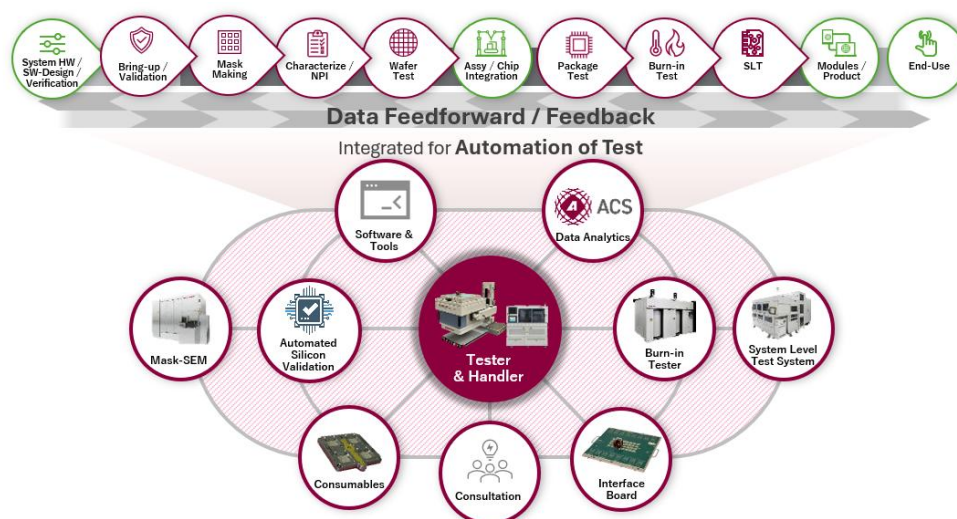 System HW /
SW-Design /
Verification
Bring-up /
Validation
Mask
Making
Characterize /
NPI
Wafer
Test
Assy / Chip
Integration
Package
Test
Burn-in
Test
SLT
Modules /
Product
End-Use
Data Feedforward / Feedback
Integrated for Automation of Test
Software &
Tools
ACS
Data Analytics
Mask-SEM
Automated
Silicon
Validation
Tester
& Handler
Burn-in
Tester
System Level
Test System
Consumables
Consultation
Interface
Board